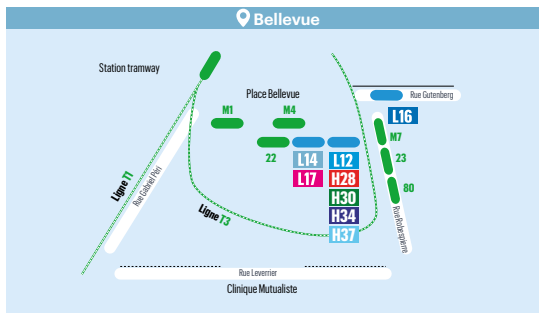 Bellevue
Station tramway
Place Bellevue
Rue Gutenberg
M1
M4
L16
M7
22
L14
L12
23
L17
H28
80
H30
H34
H37
Ligne T1
Rue Gabriel Péri
Ligne T3
Rue Robespierre
Rue Leverrier
Clinique Mutualiste